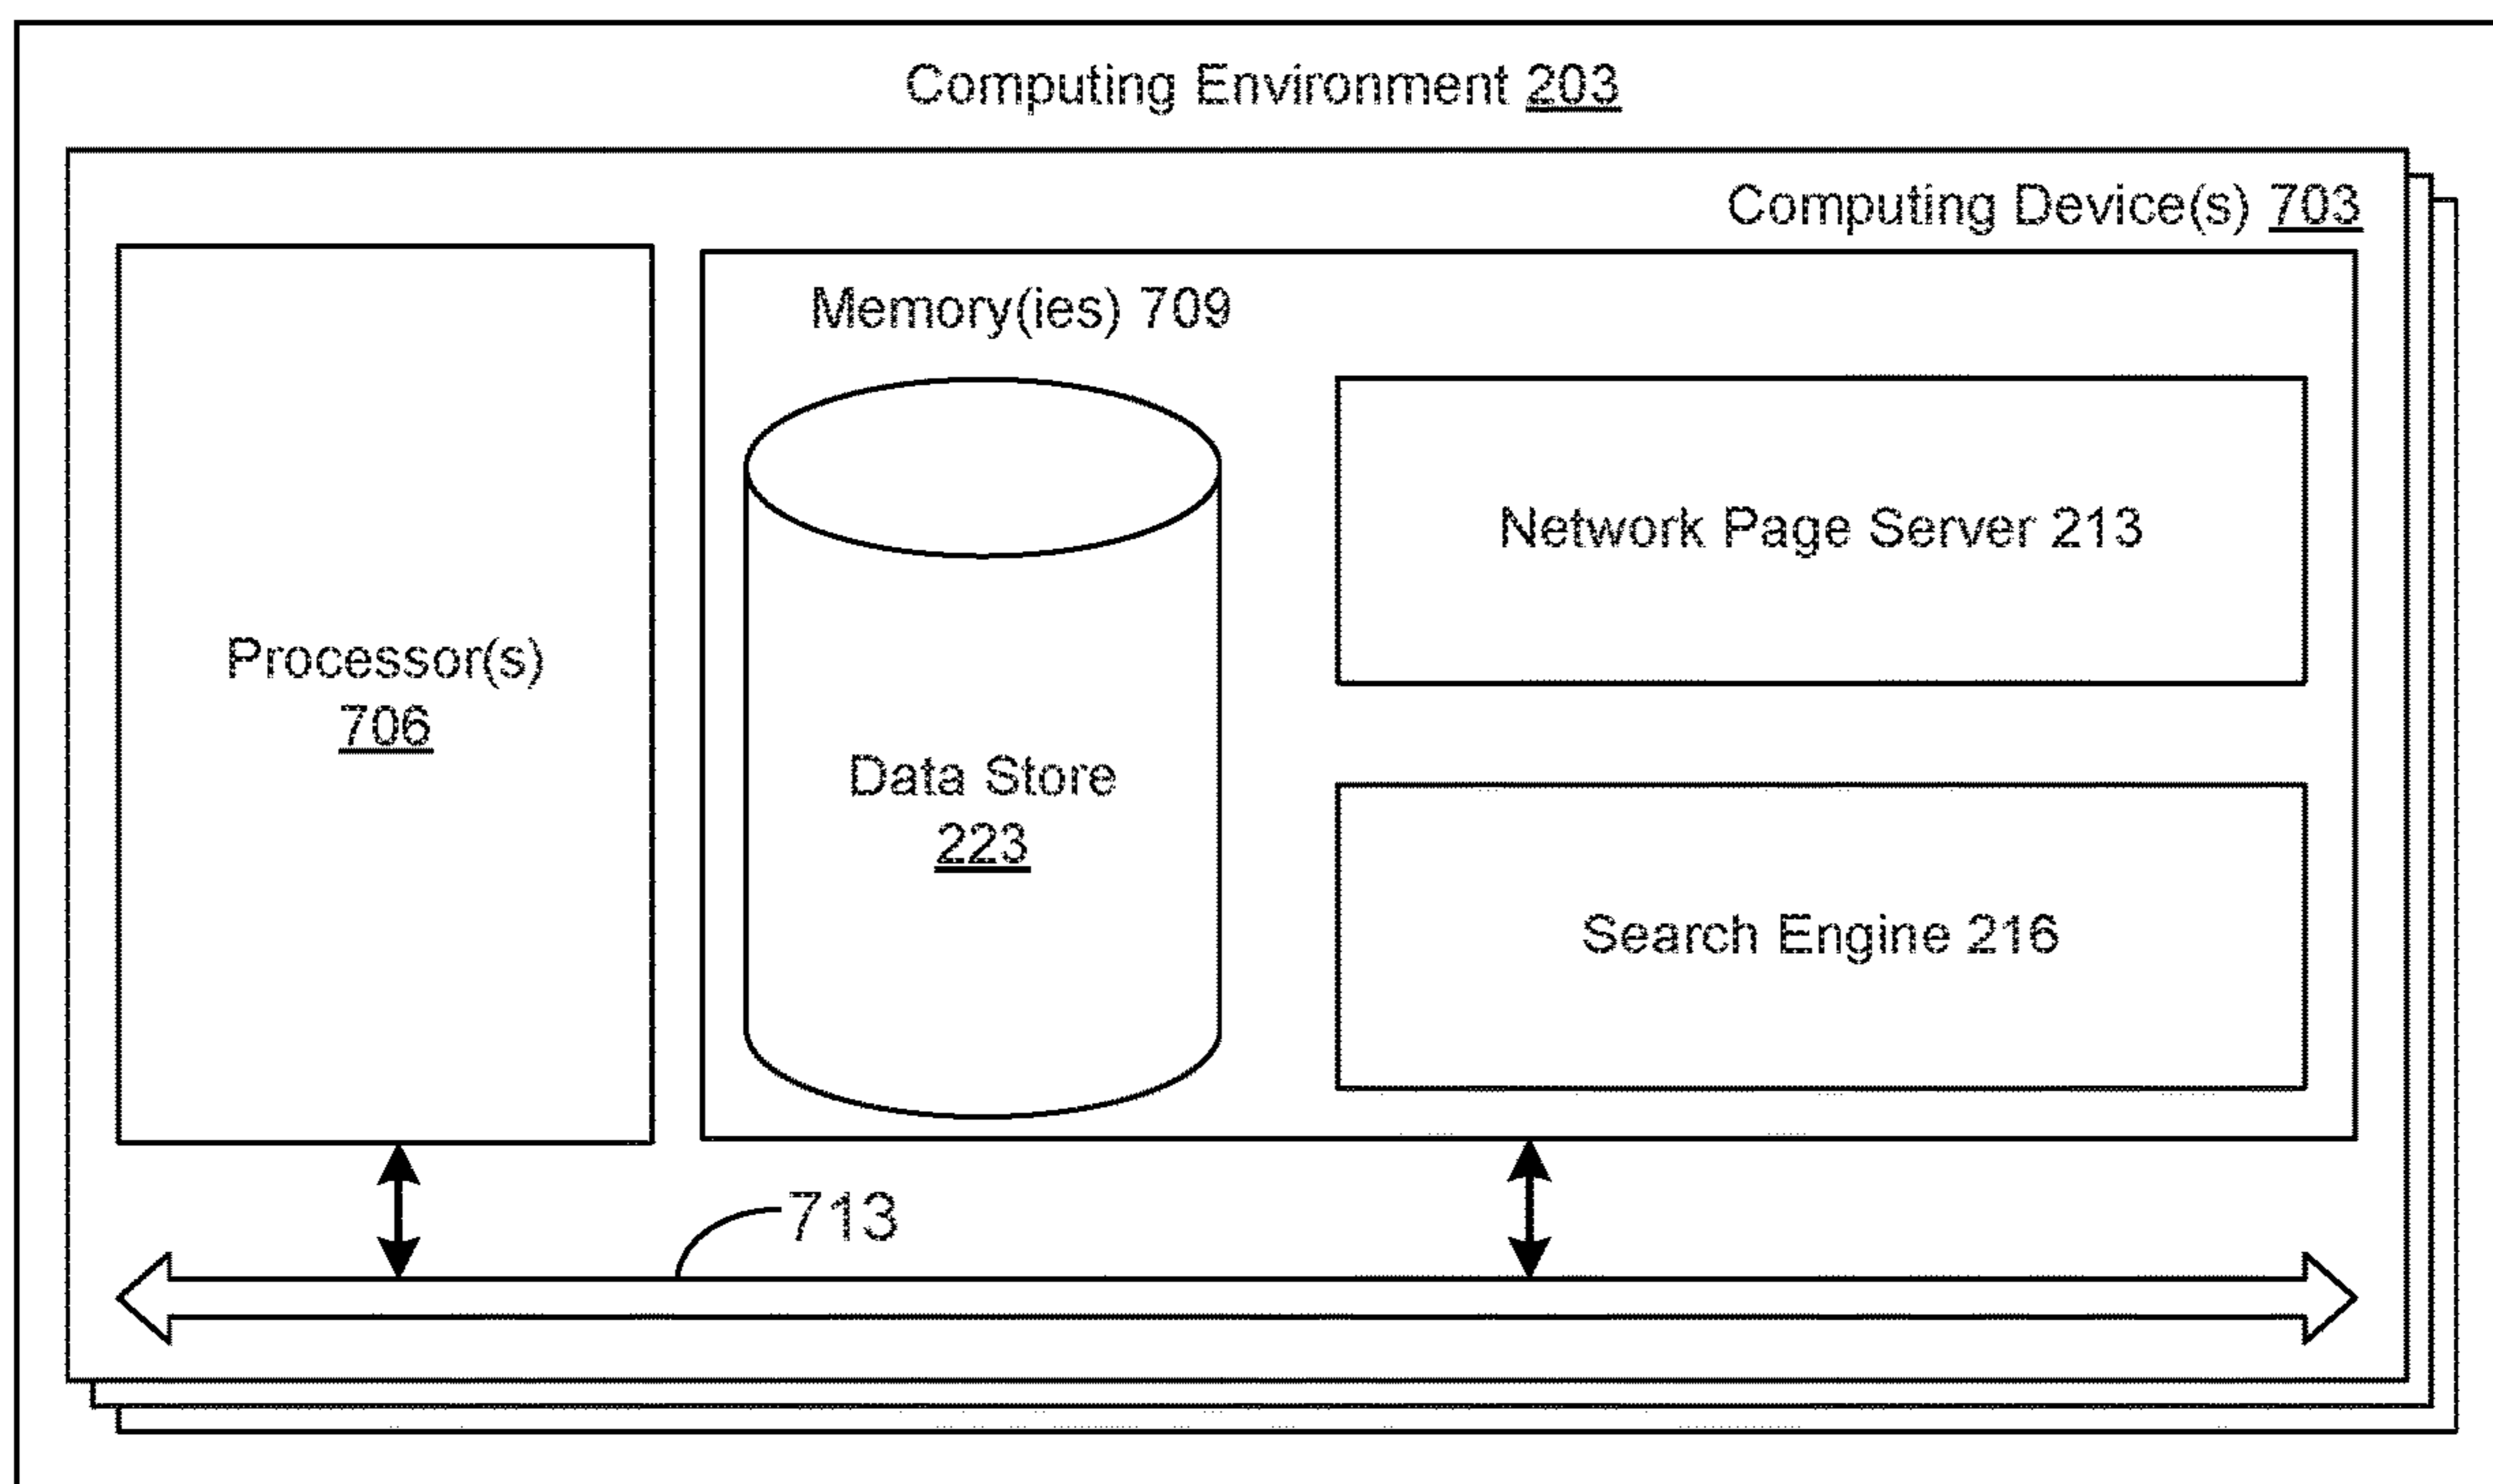 Computing Environment 203
Computing Device(s) 703
Memory(ies) 709
Network Page Server 213
Processor(s)
706
Data Store
223
Search Engine 216
713